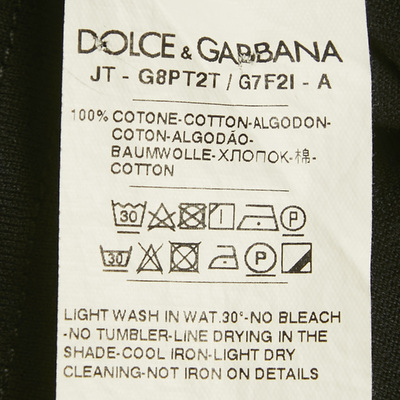 DOLCE & GABBANA
JT - G8PT2T / G7F2I - A
100% COTONE-COTTON-ALGODON-
COTON-ALGODÃO-
BAUMWOLLE-ХЛОПОК-棉-
COTTON
30 P
30 P
LIGHT WASH IN WAT.30°-NO BLEACH
-NO TUMBLER-LINE DRYING IN THE
SHADE-COOL IRON-LIGHT DRY
CLEANING-NOT IRON ON DETAILS